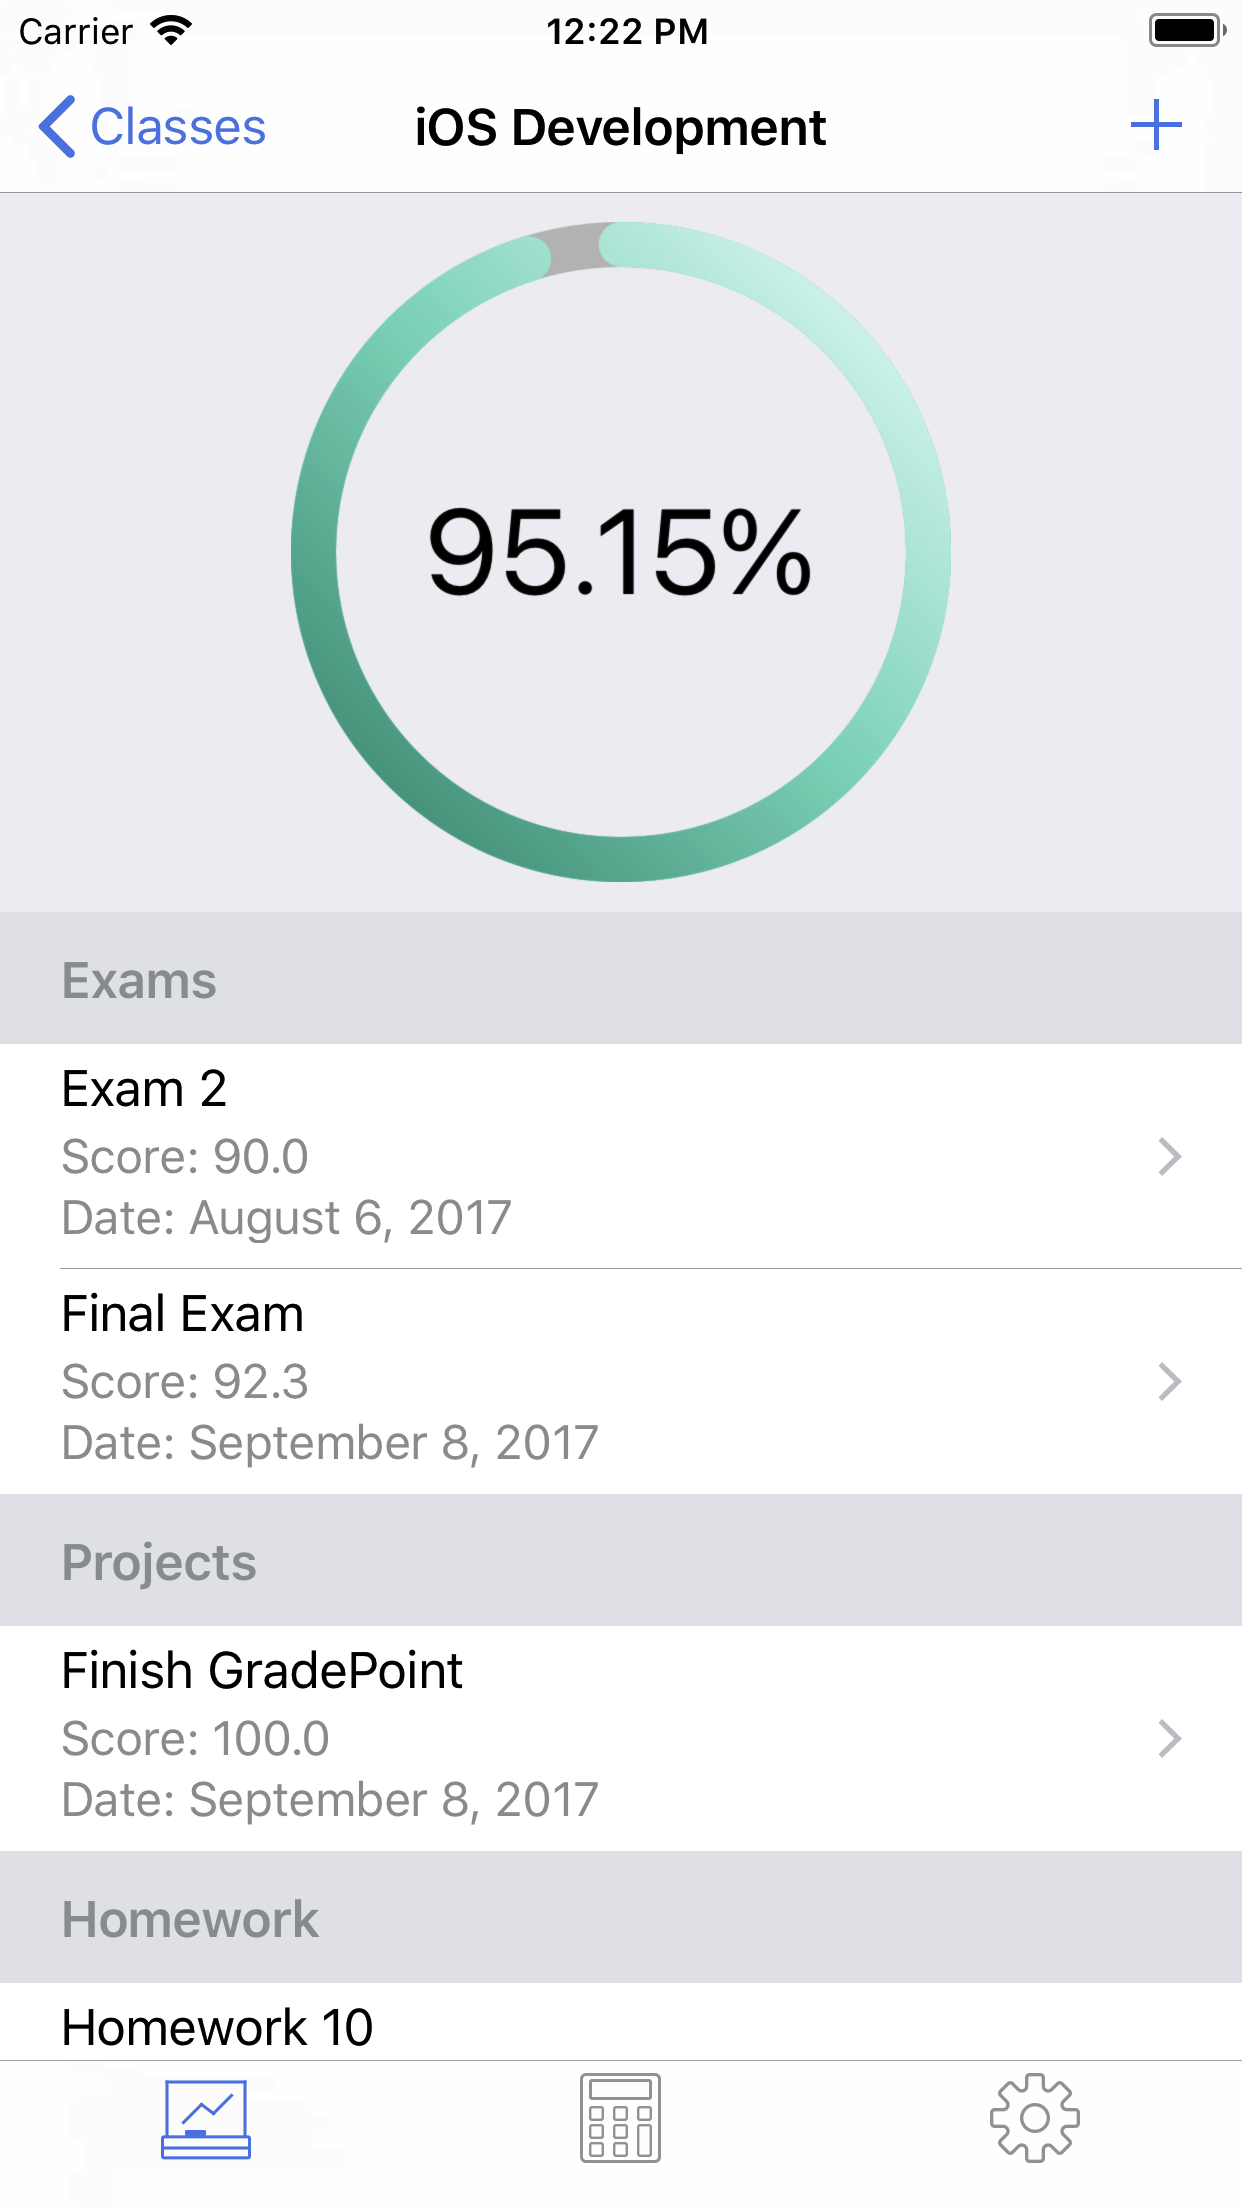 Carrier 12:22 PM
Classes iOS Development
95.15%
Exams
Exam 2
Score: 90.0
Date: August 6, 2017
Final Exam
Score: 92.3
Date: September 8, 2017
Projects
Finish GradePoint
Score: 100.0
Date: September 8, 2017
Homework
Homework 10